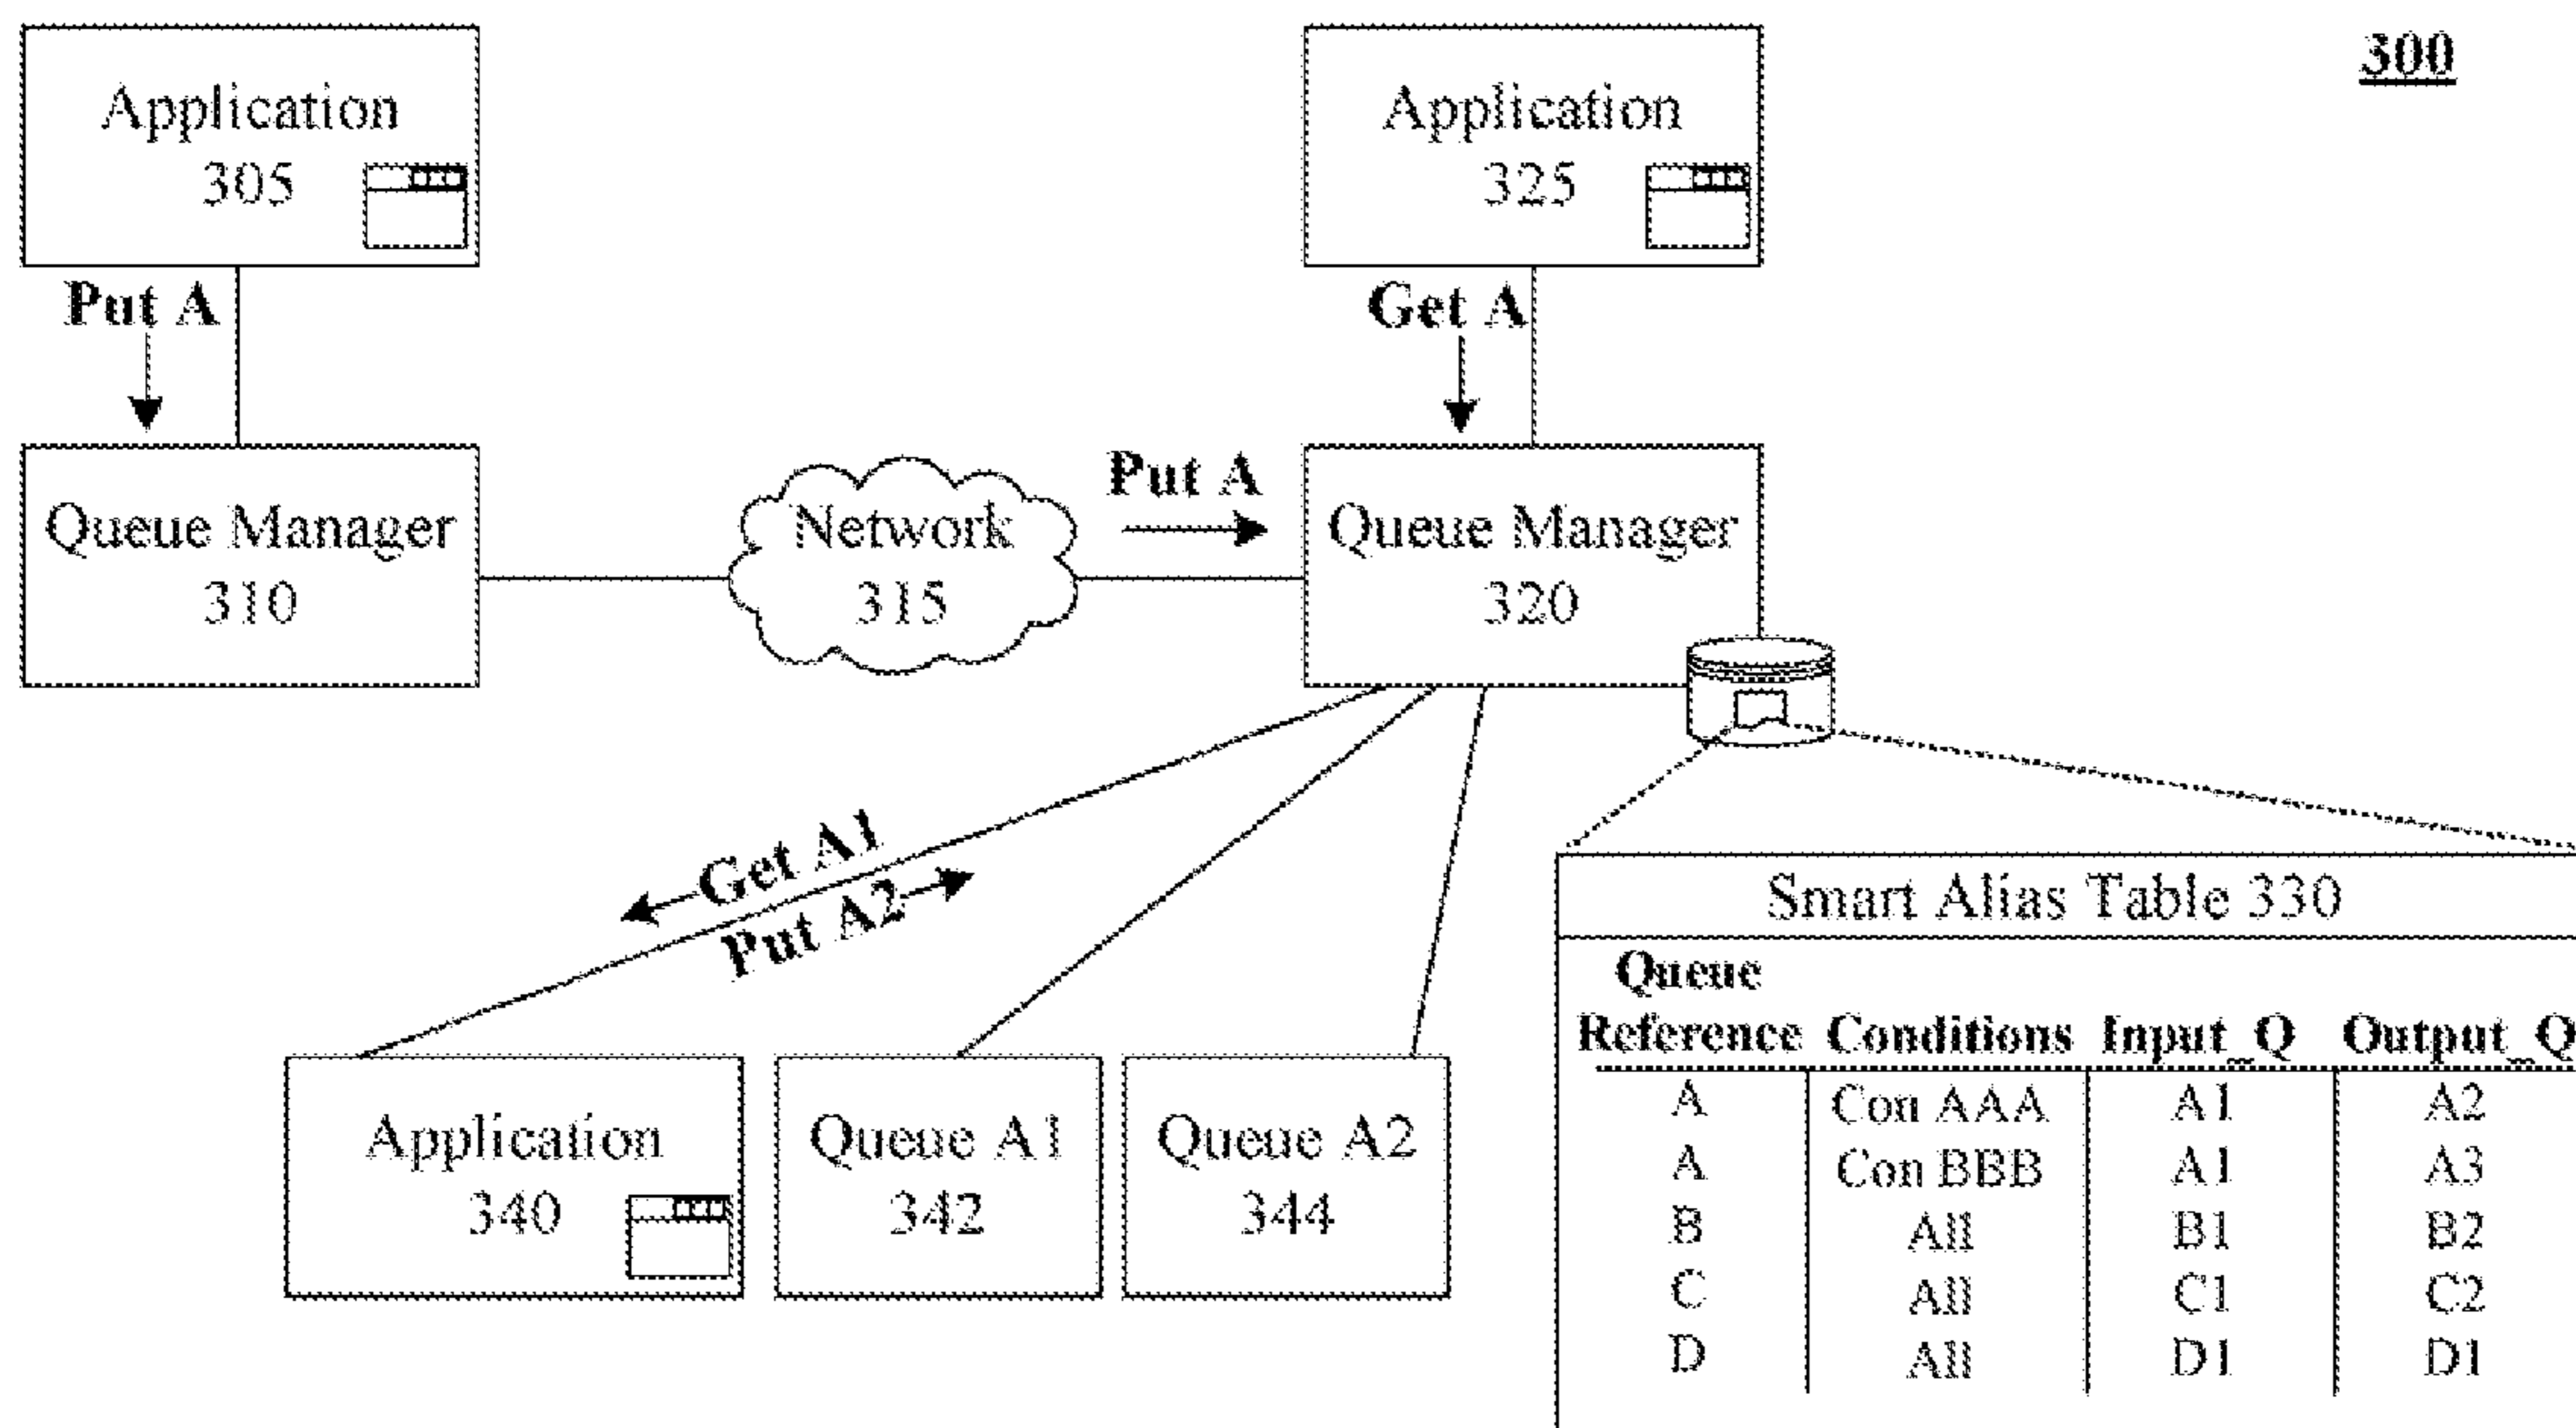 300
Application
305
Application
325
Put A
Get A
Queue Manager
310
Network
315
Put A
Queue Manager
320
Get A1
Put A2
Application
340
Queue A1
342
Queue A2
344
Smart Alias Table 330
Queue
Reference Conditions Input_Q Output_Q
A Con AAA A1 A2
A Con BBB A1 A3
B All B1 B2
C All C1 C2
D All D1 D1